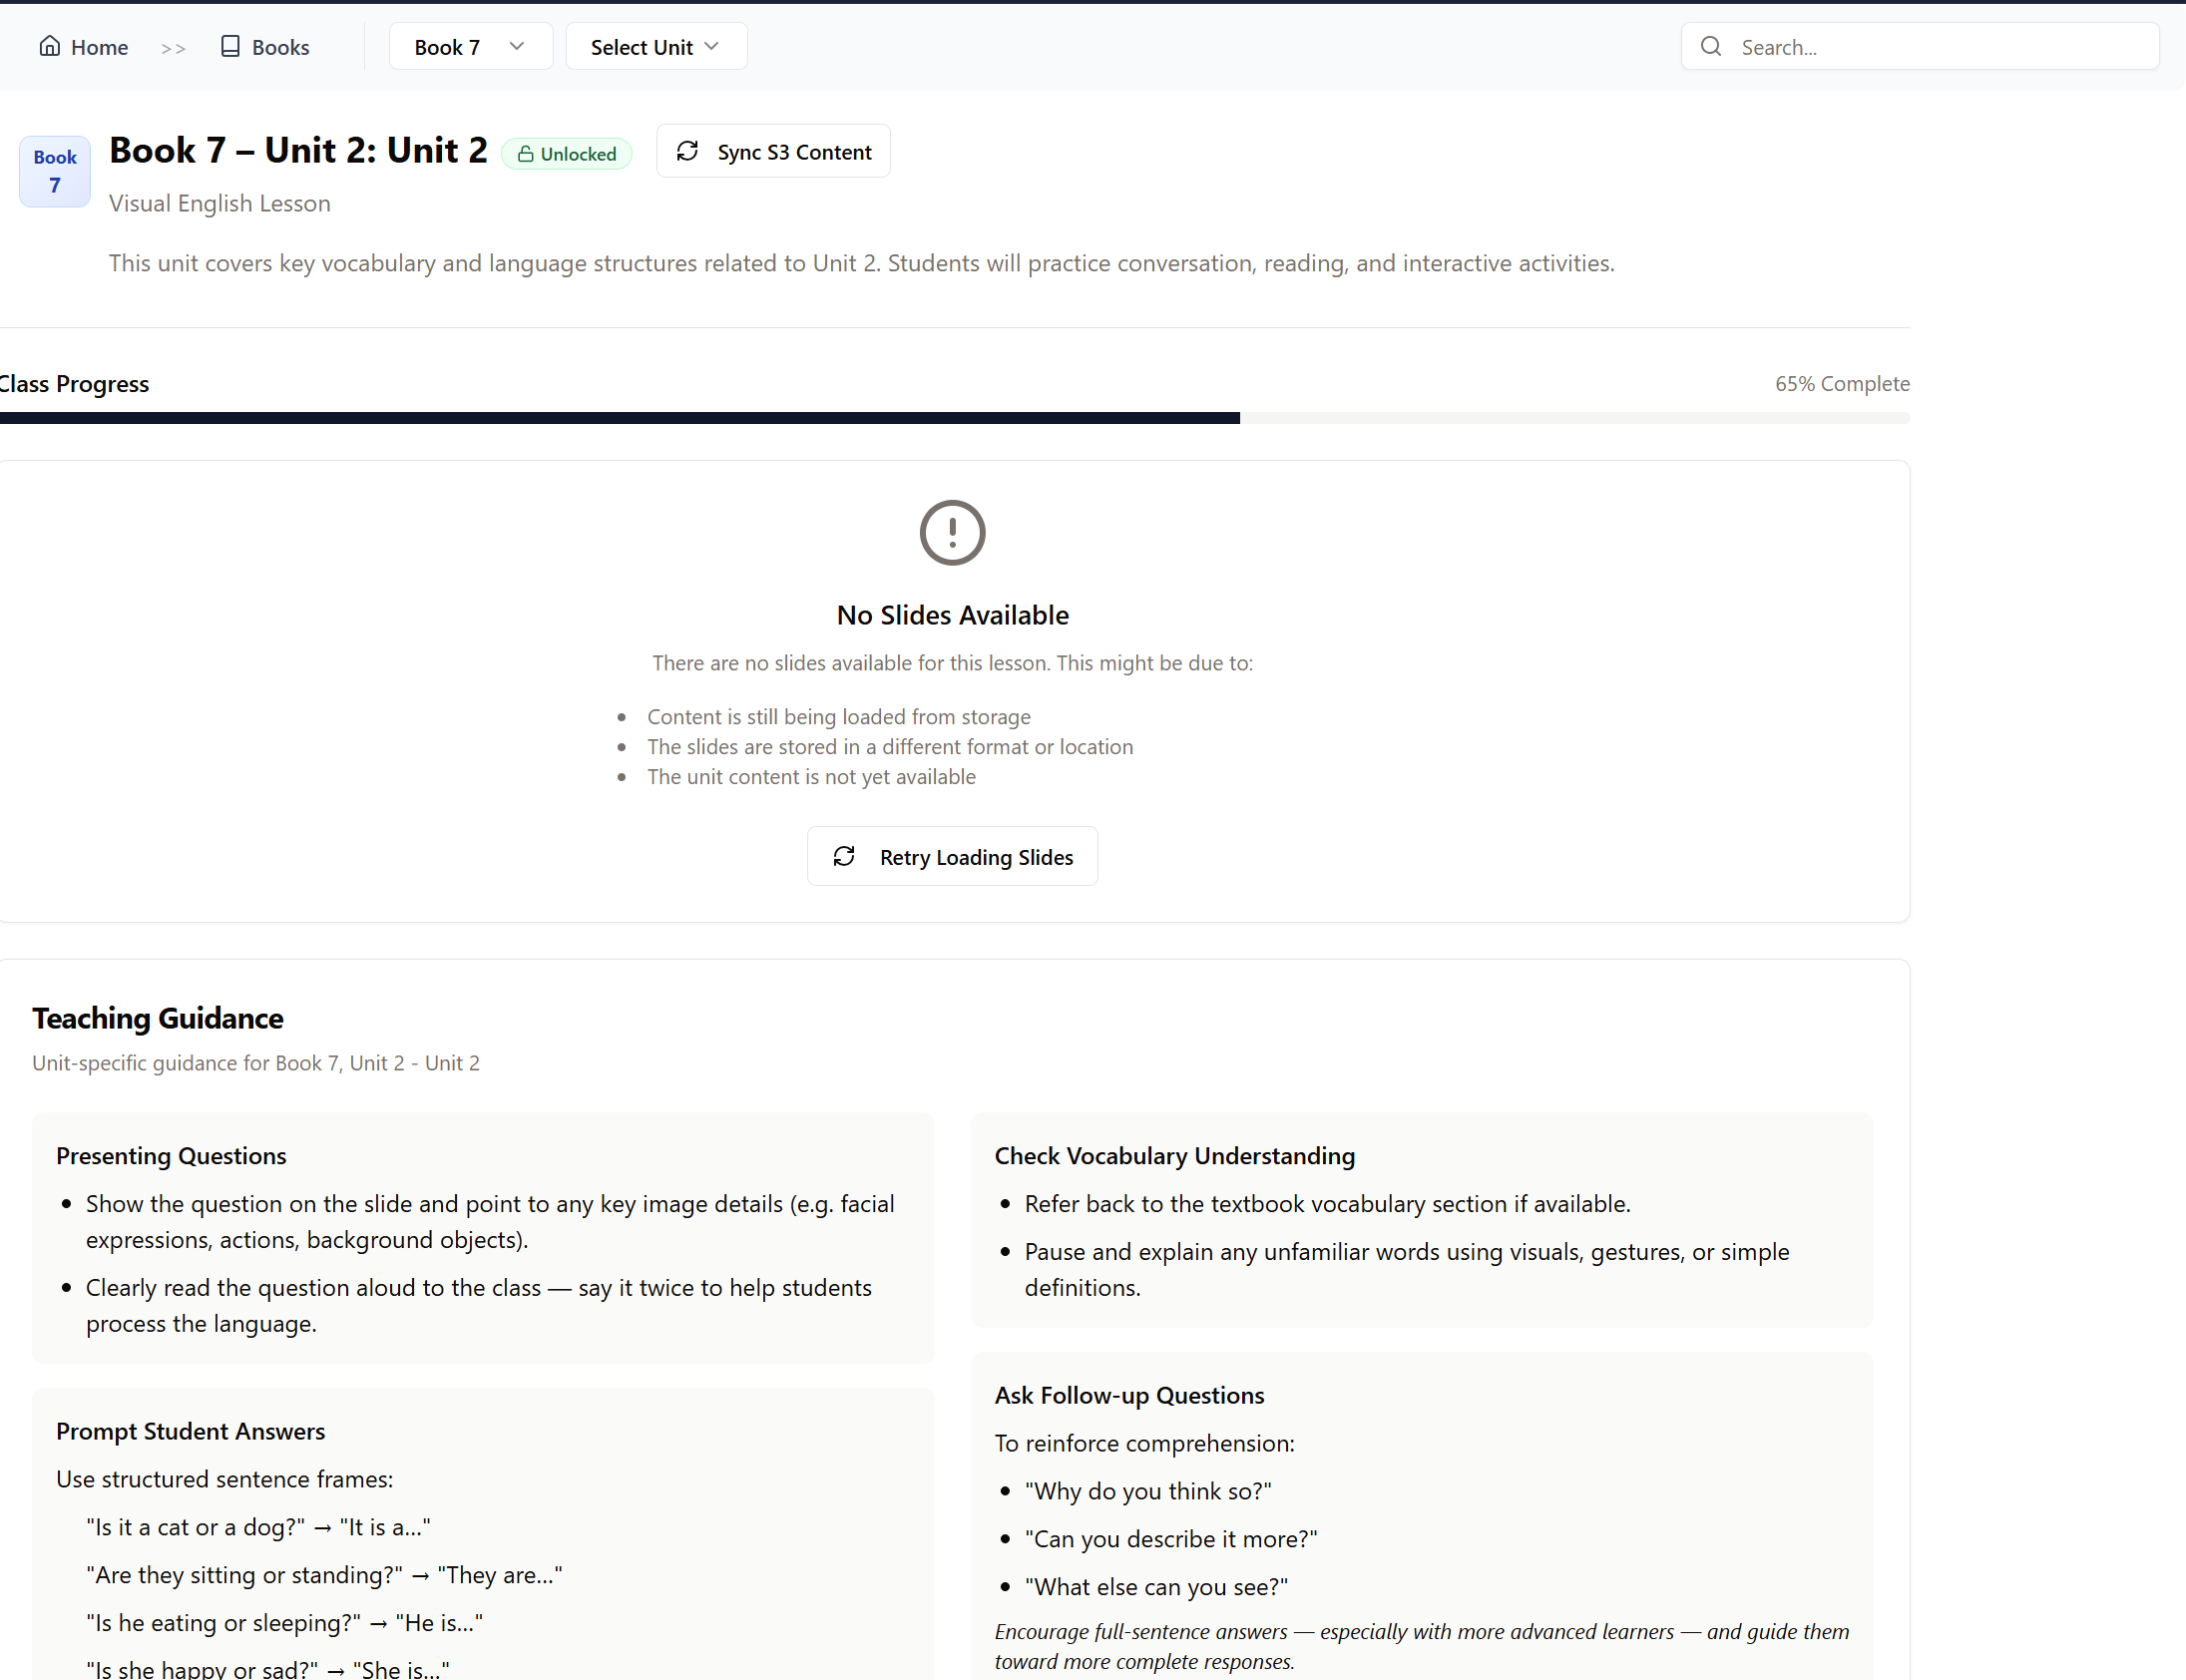 Home >> Books Book 7 Select Unit Search...
Book 7
Book 7 – Unit 2: Unit 2 Unlocked Sync S3 Content
Visual English Lesson
This unit covers key vocabulary and language structures related to Unit 2. Students will practice conversation, reading, and interactive activities.
Class Progress 65% Complete
No Slides Available
There are no slides available for this lesson. This might be due to:
• Content is still being loaded from storage
• The slides are stored in a different format or location
• The unit content is not yet available
Retry Loading Slides
Teaching Guidance
Unit-specific guidance for Book 7, Unit 2 - Unit 2
Presenting Questions
• Show the question on the slide and point to any key image details (e.g. facial
expressions, actions, background objects).
• Clearly read the question aloud to the class — say it twice to help students
process the language.
Prompt Student Answers
Use structured sentence frames:
"Is it a cat or a dog?" → "It is a..."
"Are they sitting or standing?" → "They are..."
"Is he eating or sleeping?" → "He is..."
"Is she happy or sad?" → "She is..."
Check Vocabulary Understanding
• Refer back to the textbook vocabulary section if available.
• Pause and explain any unfamiliar words using visuals, gestures, or simple
definitions.
Ask Follow-up Questions
To reinforce comprehension:
• "Why do you think so?"
• "Can you describe it more?"
• "What else can you see?"
Encourage full-sentence answers — especially with more advanced learners — and guide them
toward more complete responses.